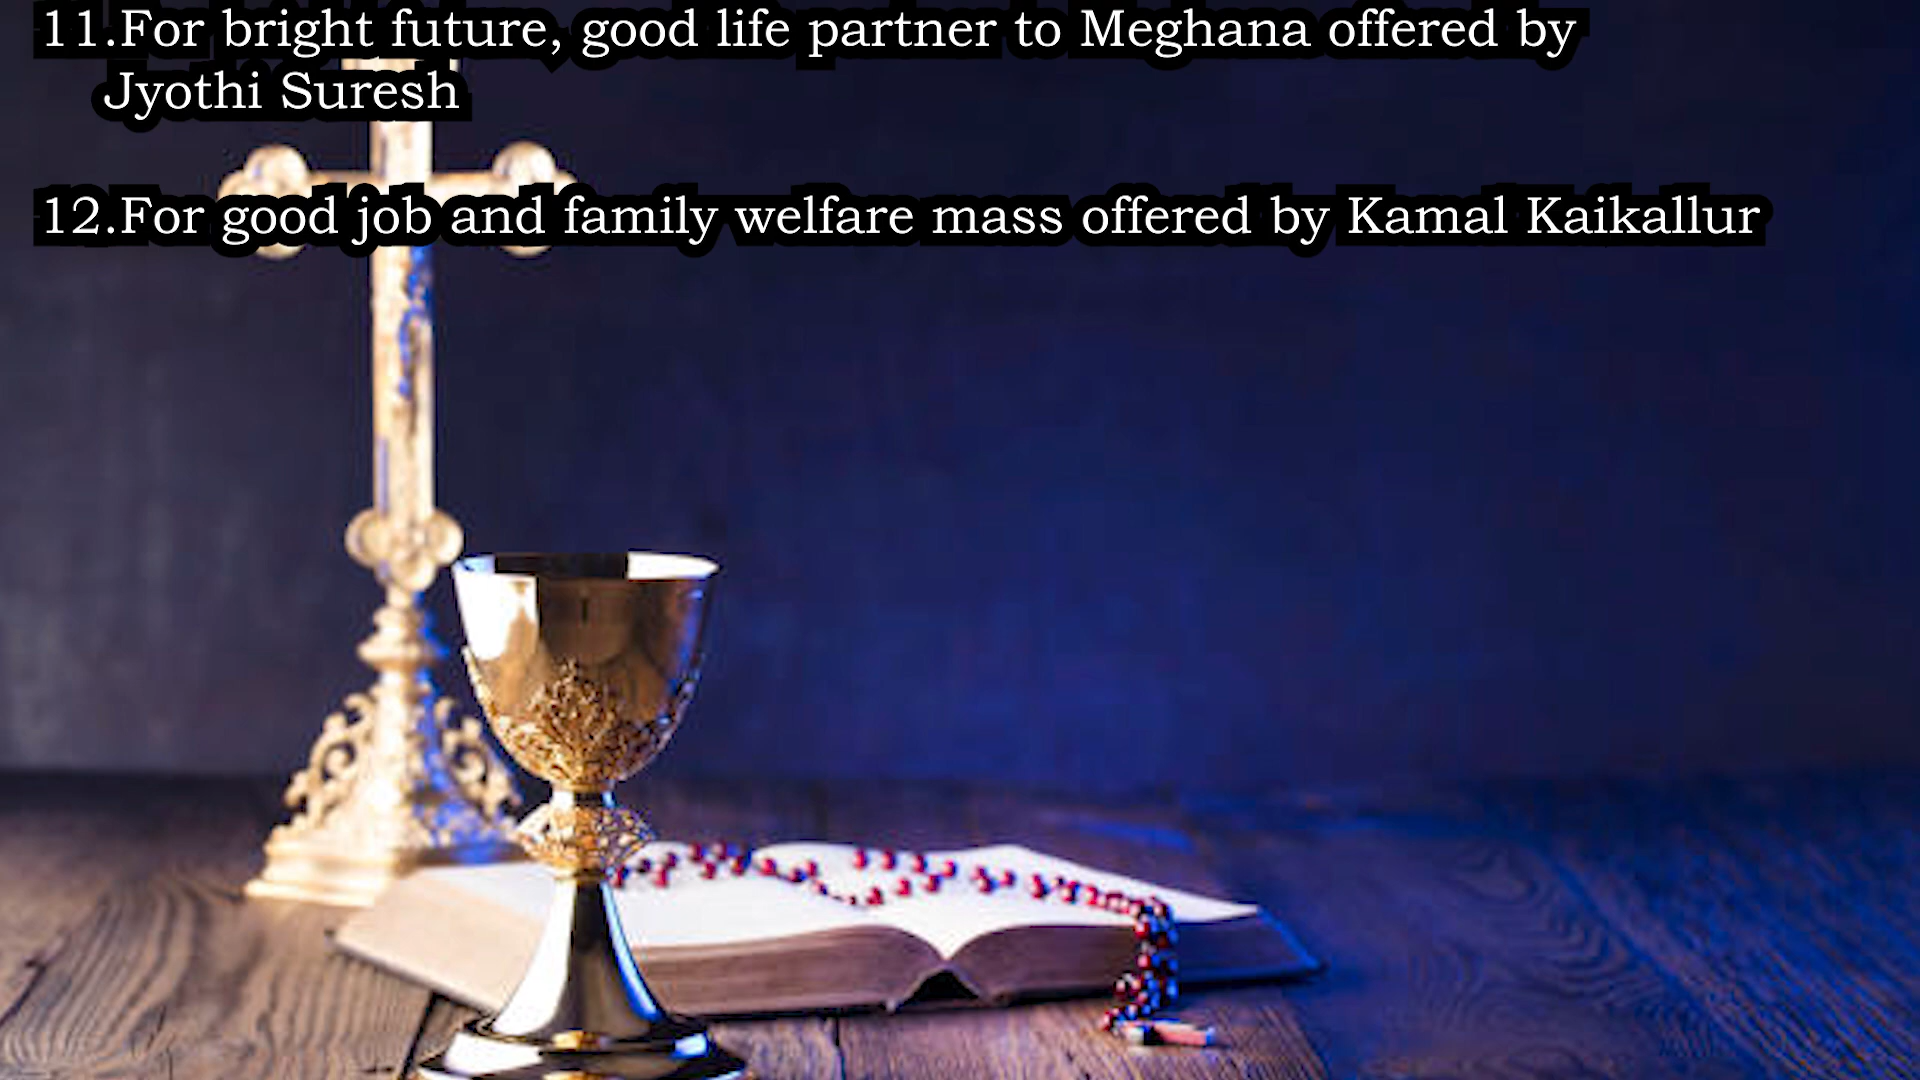 11.For bright future, good life partner to Meghana offered by
Jyothi Suresh
12.For good job and family welfare mass offered by Kamal Kaikallur